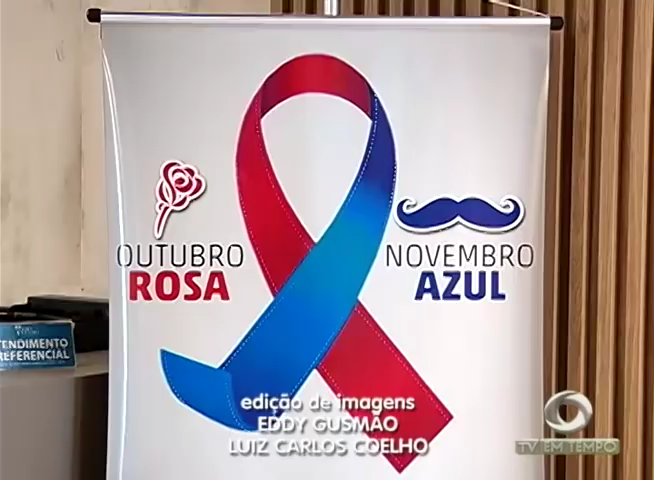 OUTUBRO
ROSA
NOVEMBRO
AZUL
ATENDIMENTO
PREFERENCIAL
edição de imagens
EDDY GUSMÃO
LUIZ CARLOS COELHO
TV EM TEMPO